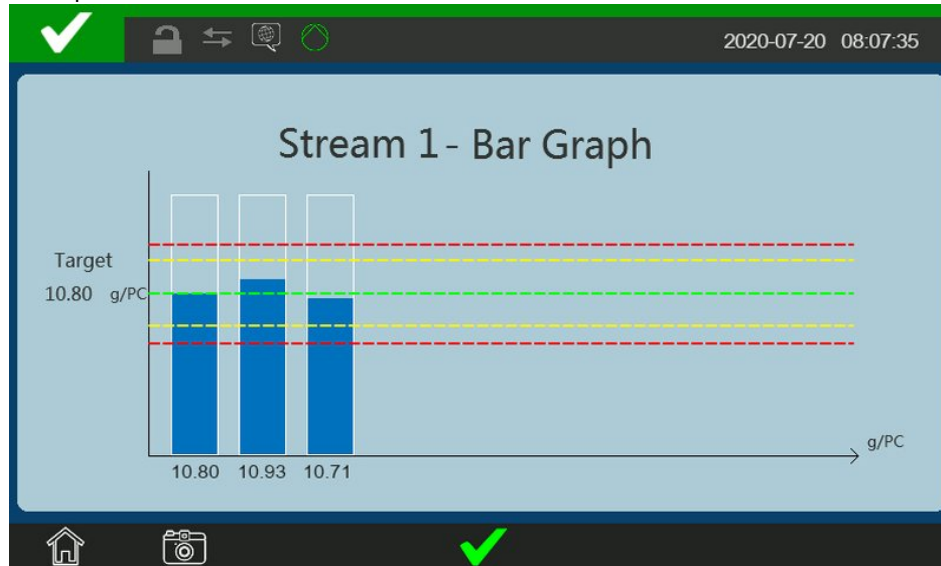 2020-07-20 08:07:35
Stream 1 - Bar Graph
Target
10.80 g/PC
g/PC
10.80 10.93 10.71